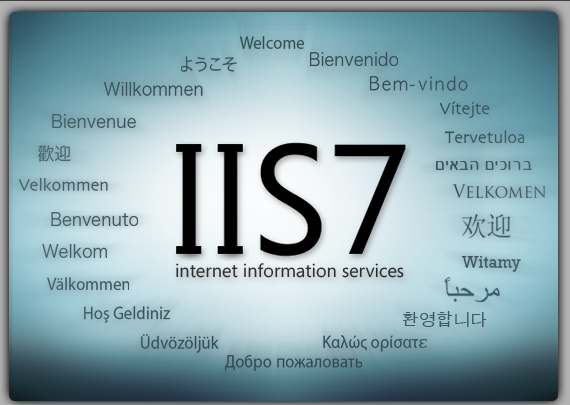 Welcome
ようこそ
Bienvenido
Willkommen
Bem-vindo
Bienvenue
Vítejte
Tervetuloa
歡迎
ברוכים הבאים
Velkommen
VELKOMEN
IIS7
internet information services
Benvenuto
欢迎
Welkom
Witamy
Välkommen
مرحباً
Hoş Geldiniz
환영합니다
Üdvözöljük
Καλώς ορίσατε
Добро пожаловать